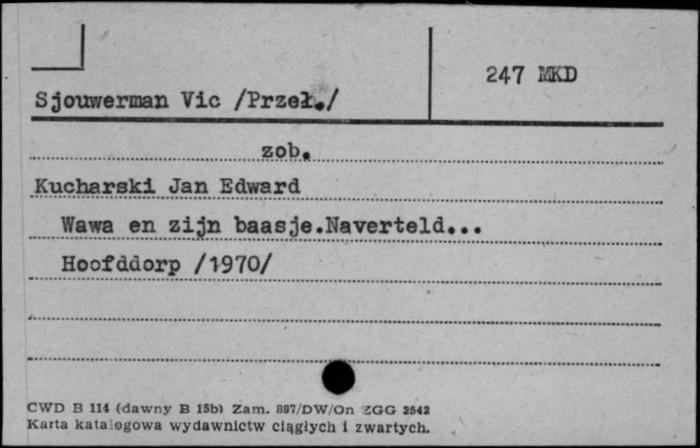 247 MKD
Sjouwerman Vic /Przeł./
zob.
Kucharski Jan Edward
Wawa en zijn baasje.Naverteld...
Hoofddorp /1970/
CWD B 114 (dawny B 15b) Zam. 897/DW/On ZGG 2542
Karta katalogowa wydawnictw ciągłych i zwartych.